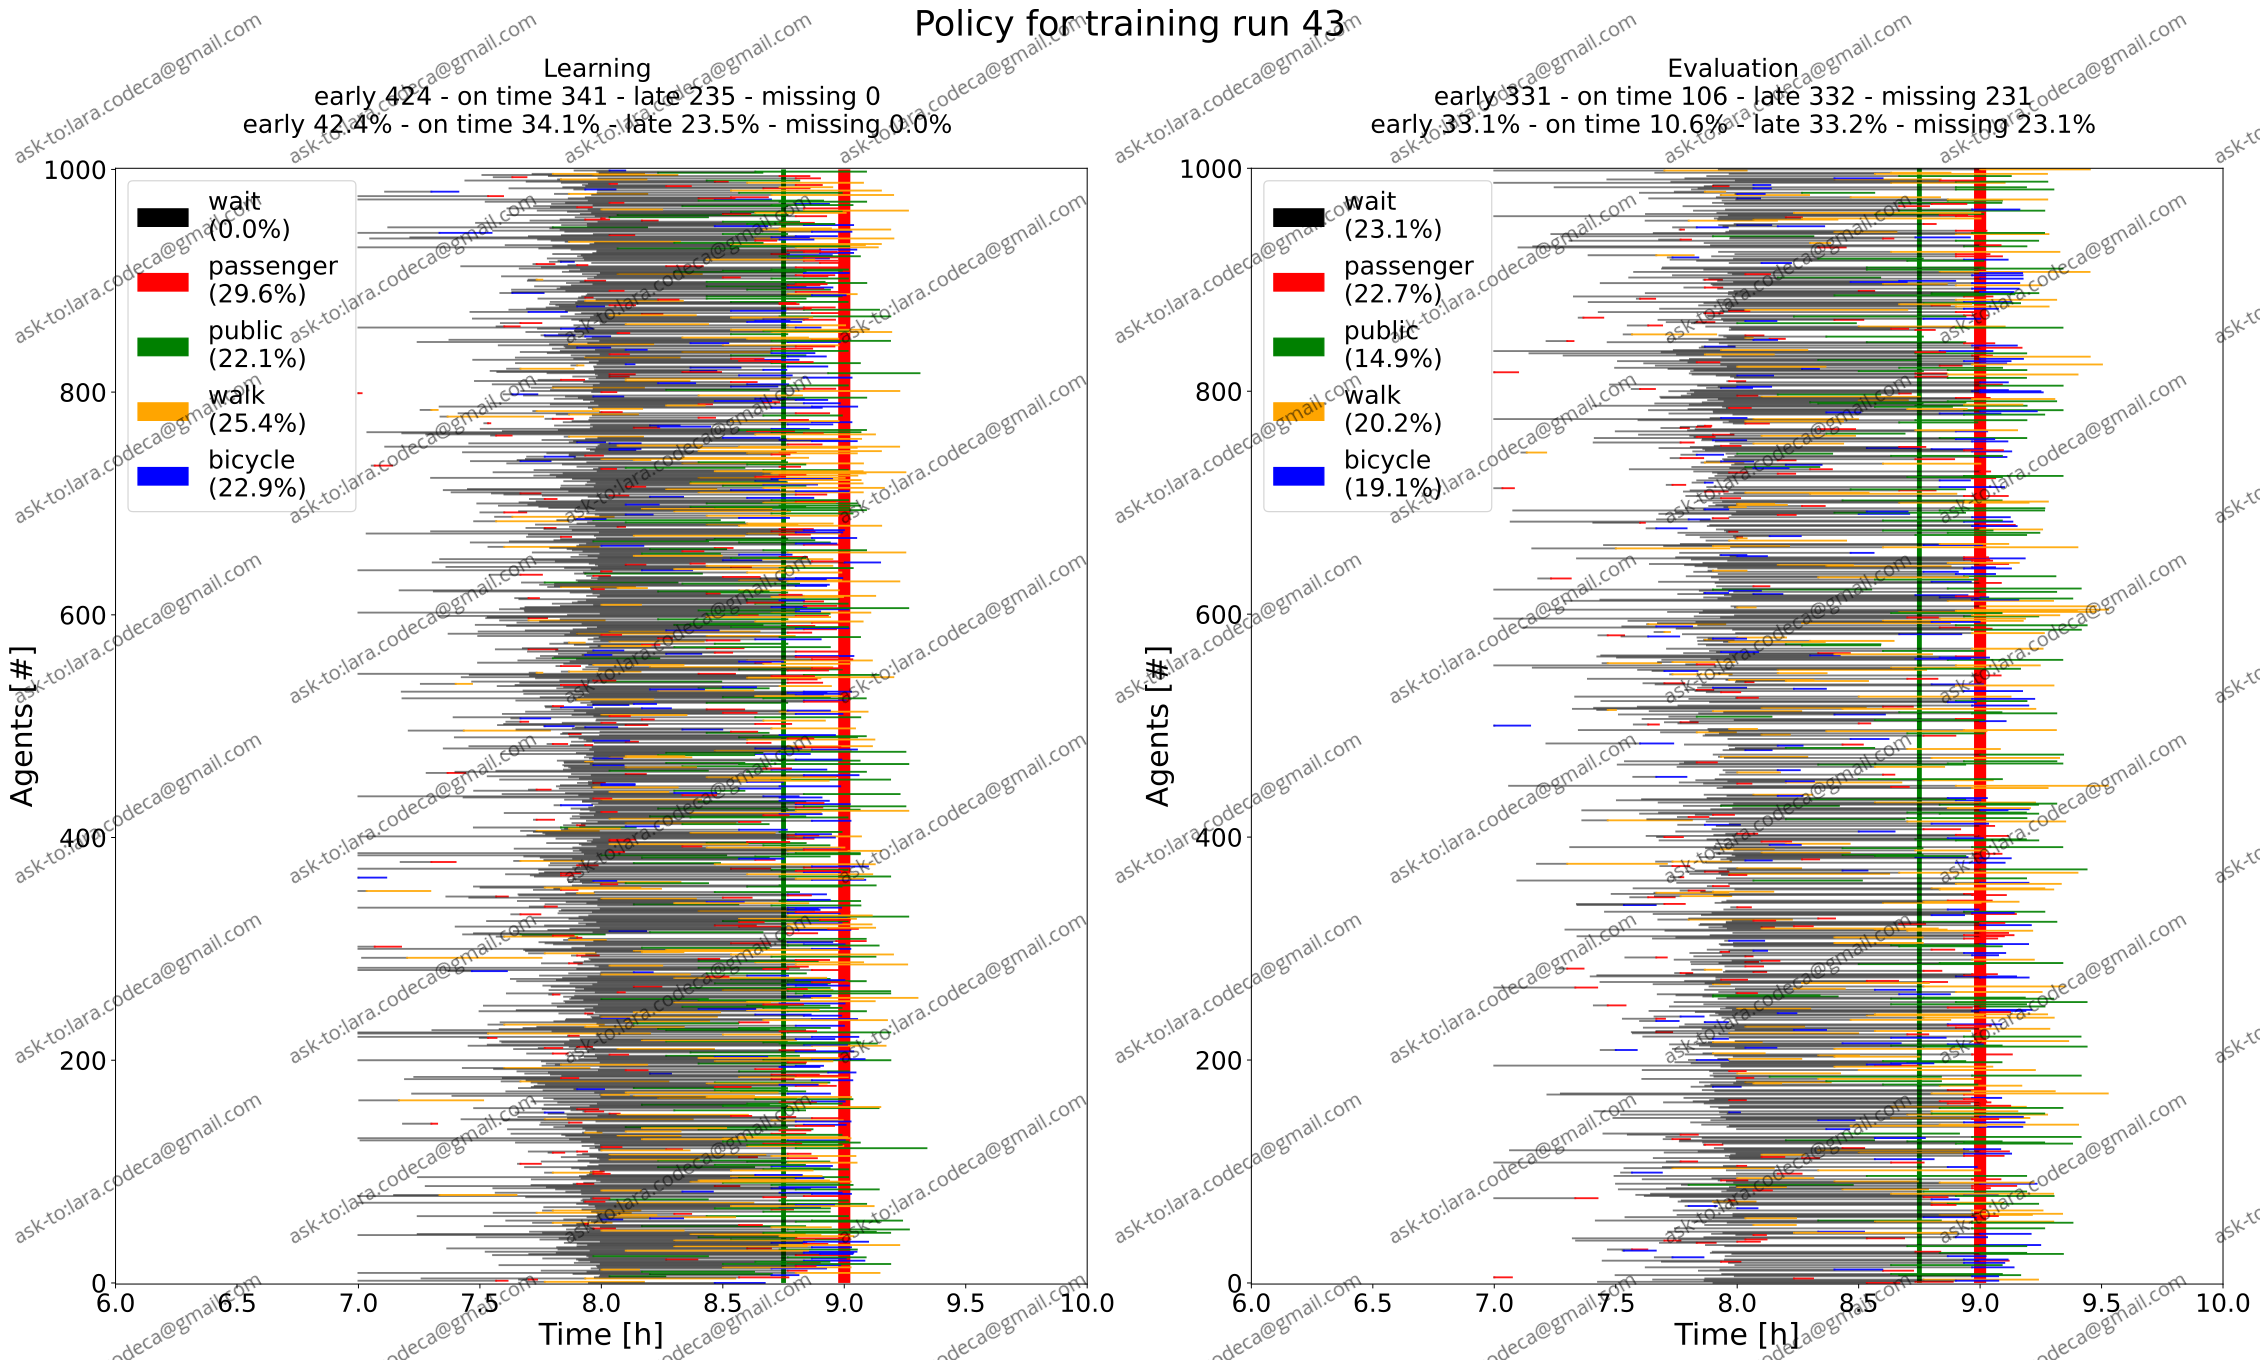 Policy for training run 43
Learning
early 424 - on time 341 - late 235 - missing 0
early 42.4% - on time 34.1% - late 23.5% - missing 0.0%
1000
800
600
400
200
0
Agents [#]
wait
(0.0%)
passenger
(29.6%)
public
(22.1%)
walk
(25.4%)
bicycle
(22.9%)
6.0 6.5 7.0 7.5 8.0 8.5 9.0 9.5 10.0
Time [h]
Evaluation
early 331 - on time 106 - late 332 - missing 231
early 33.1% - on time 10.6% - late 33.2% - missing 23.1%
1000
800
600
400
200
0
Agents [#]
wait
(23.1%)
passenger
(22.7%)
public
(14.9%)
walk
(20.2%)
bicycle
(19.1%)
6.0 6.5 7.0 7.5 8.0 8.5 9.0 9.5 10.0
Time [h]
ask-to:lara.codeca@gmail.com